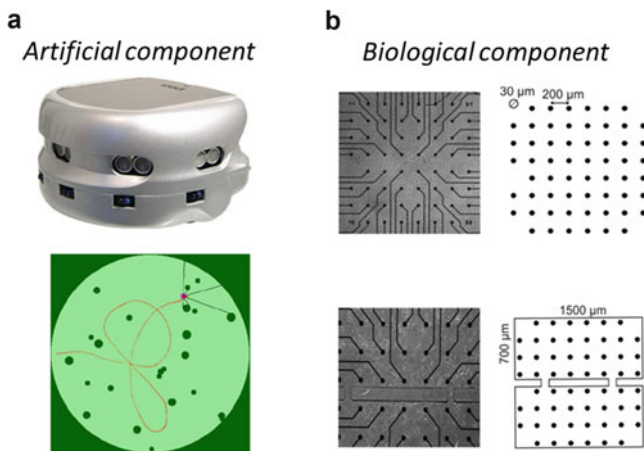 a
Artificial component
b
Biological component
30 μm
200 μm
1500 μm
700 μm